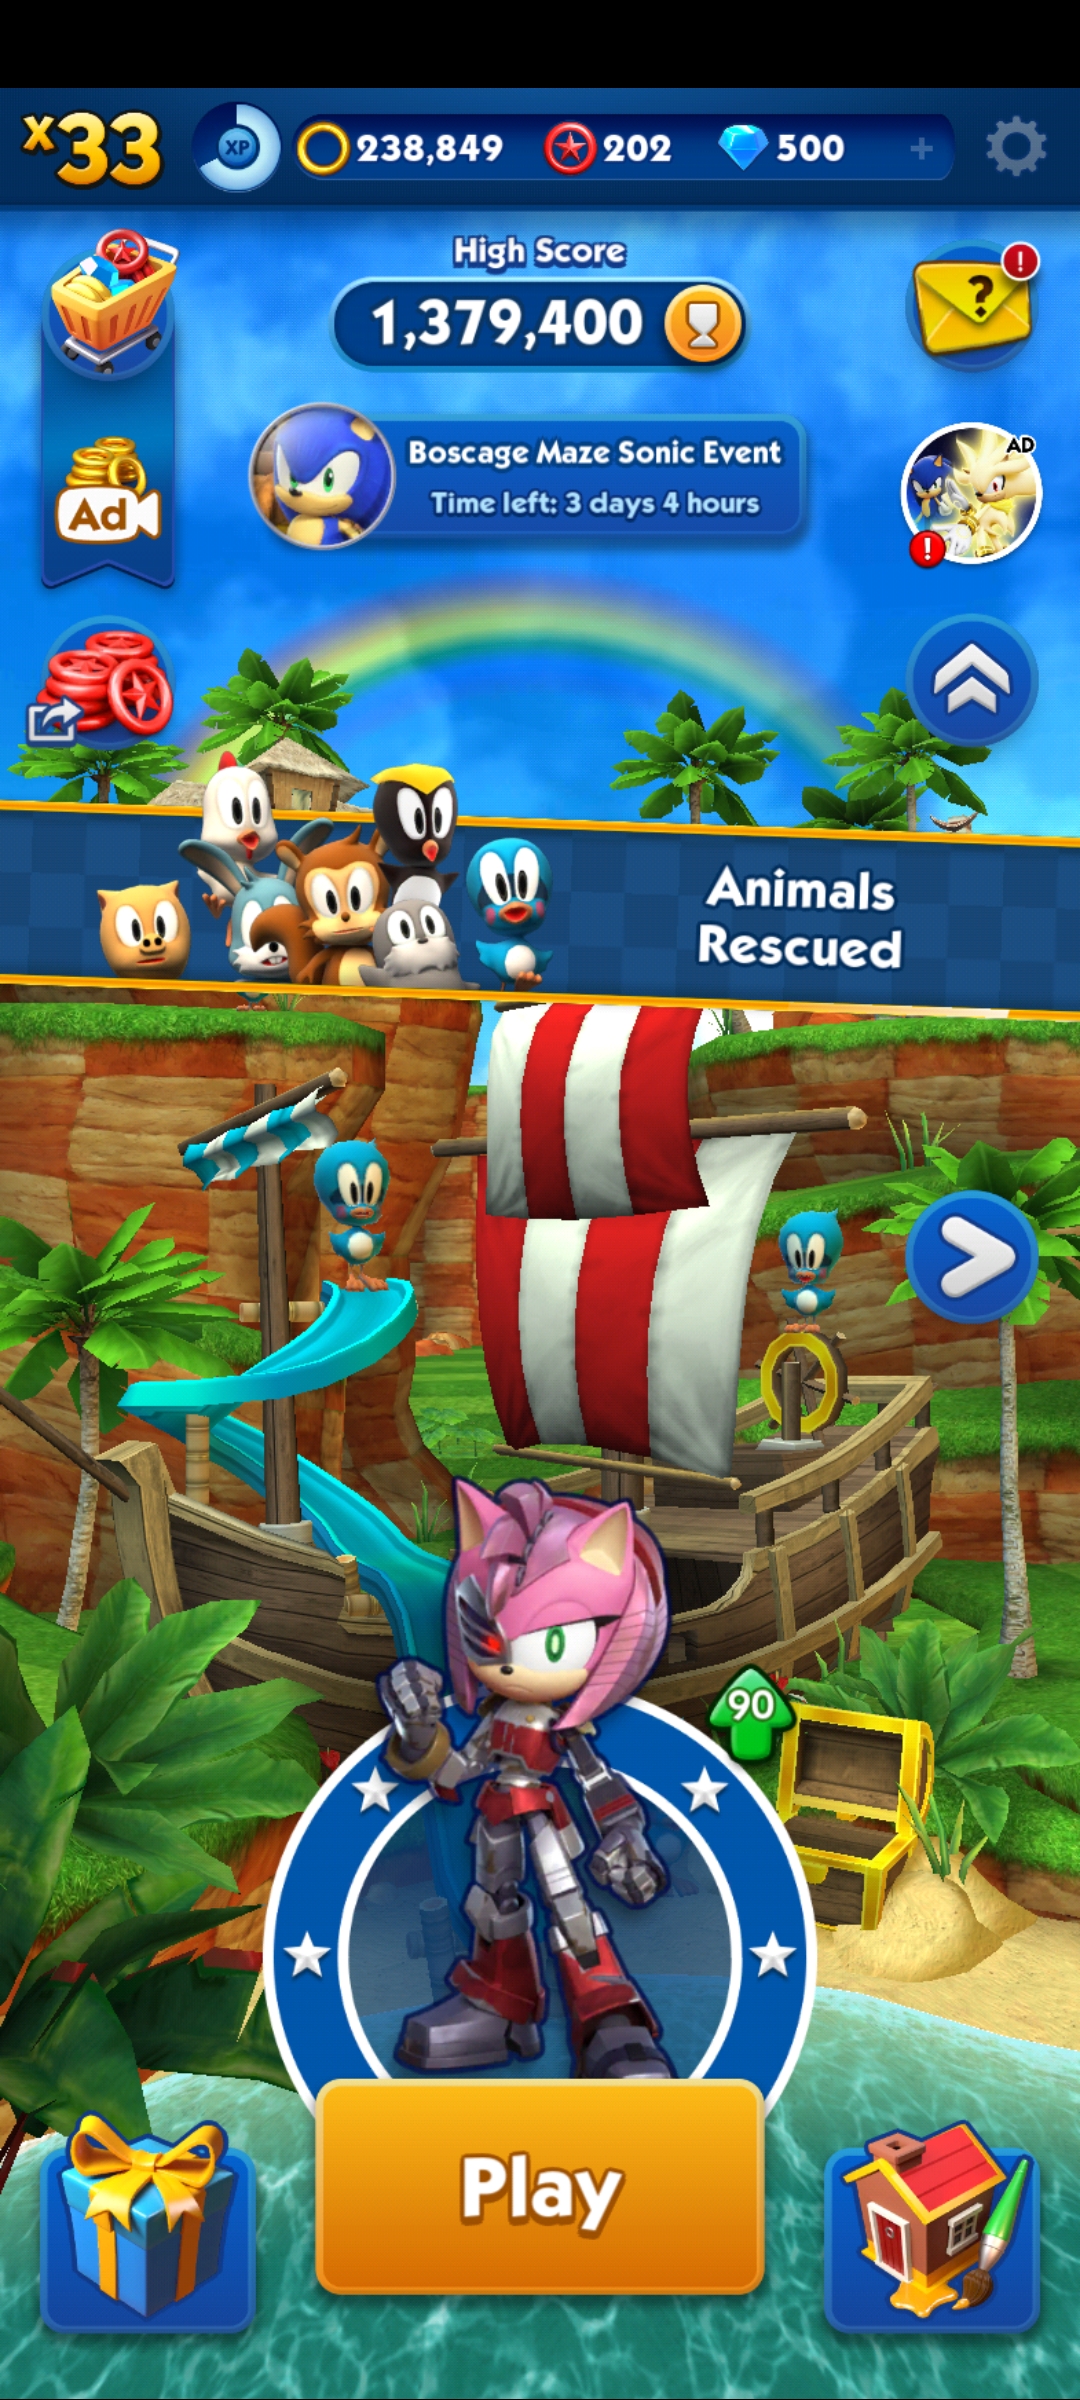 x33
XP
238,849
202
500
+
High Score
1,379,400
?
!
Boscage Maze Sonic Event
Time left: 3 days 4 hours
AD
!
Ad
Animals
Rescued
90
Play